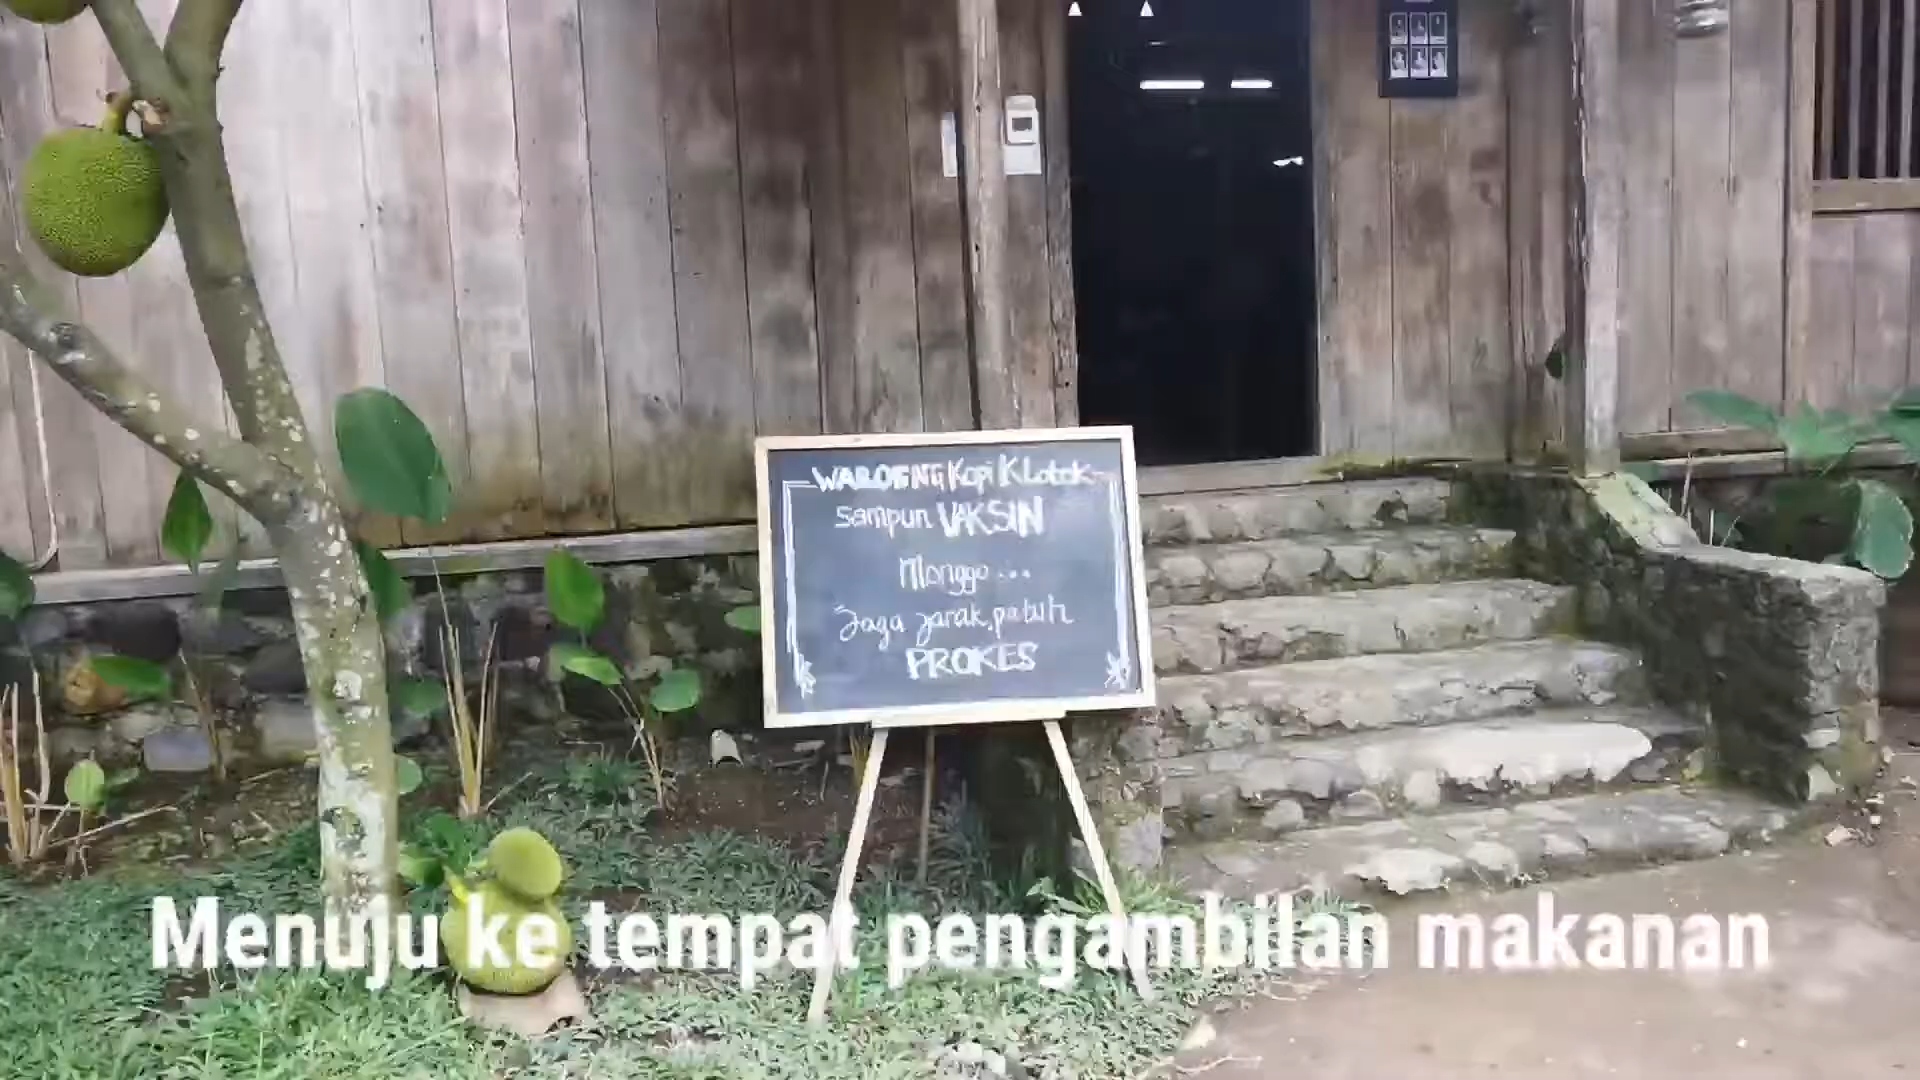 WAROENG Kopi Klotok
Sampun VAKSIN
Monggo...
Jaga jarak, patuh
PROKES
Menuju ke tempat pengambilan makanan